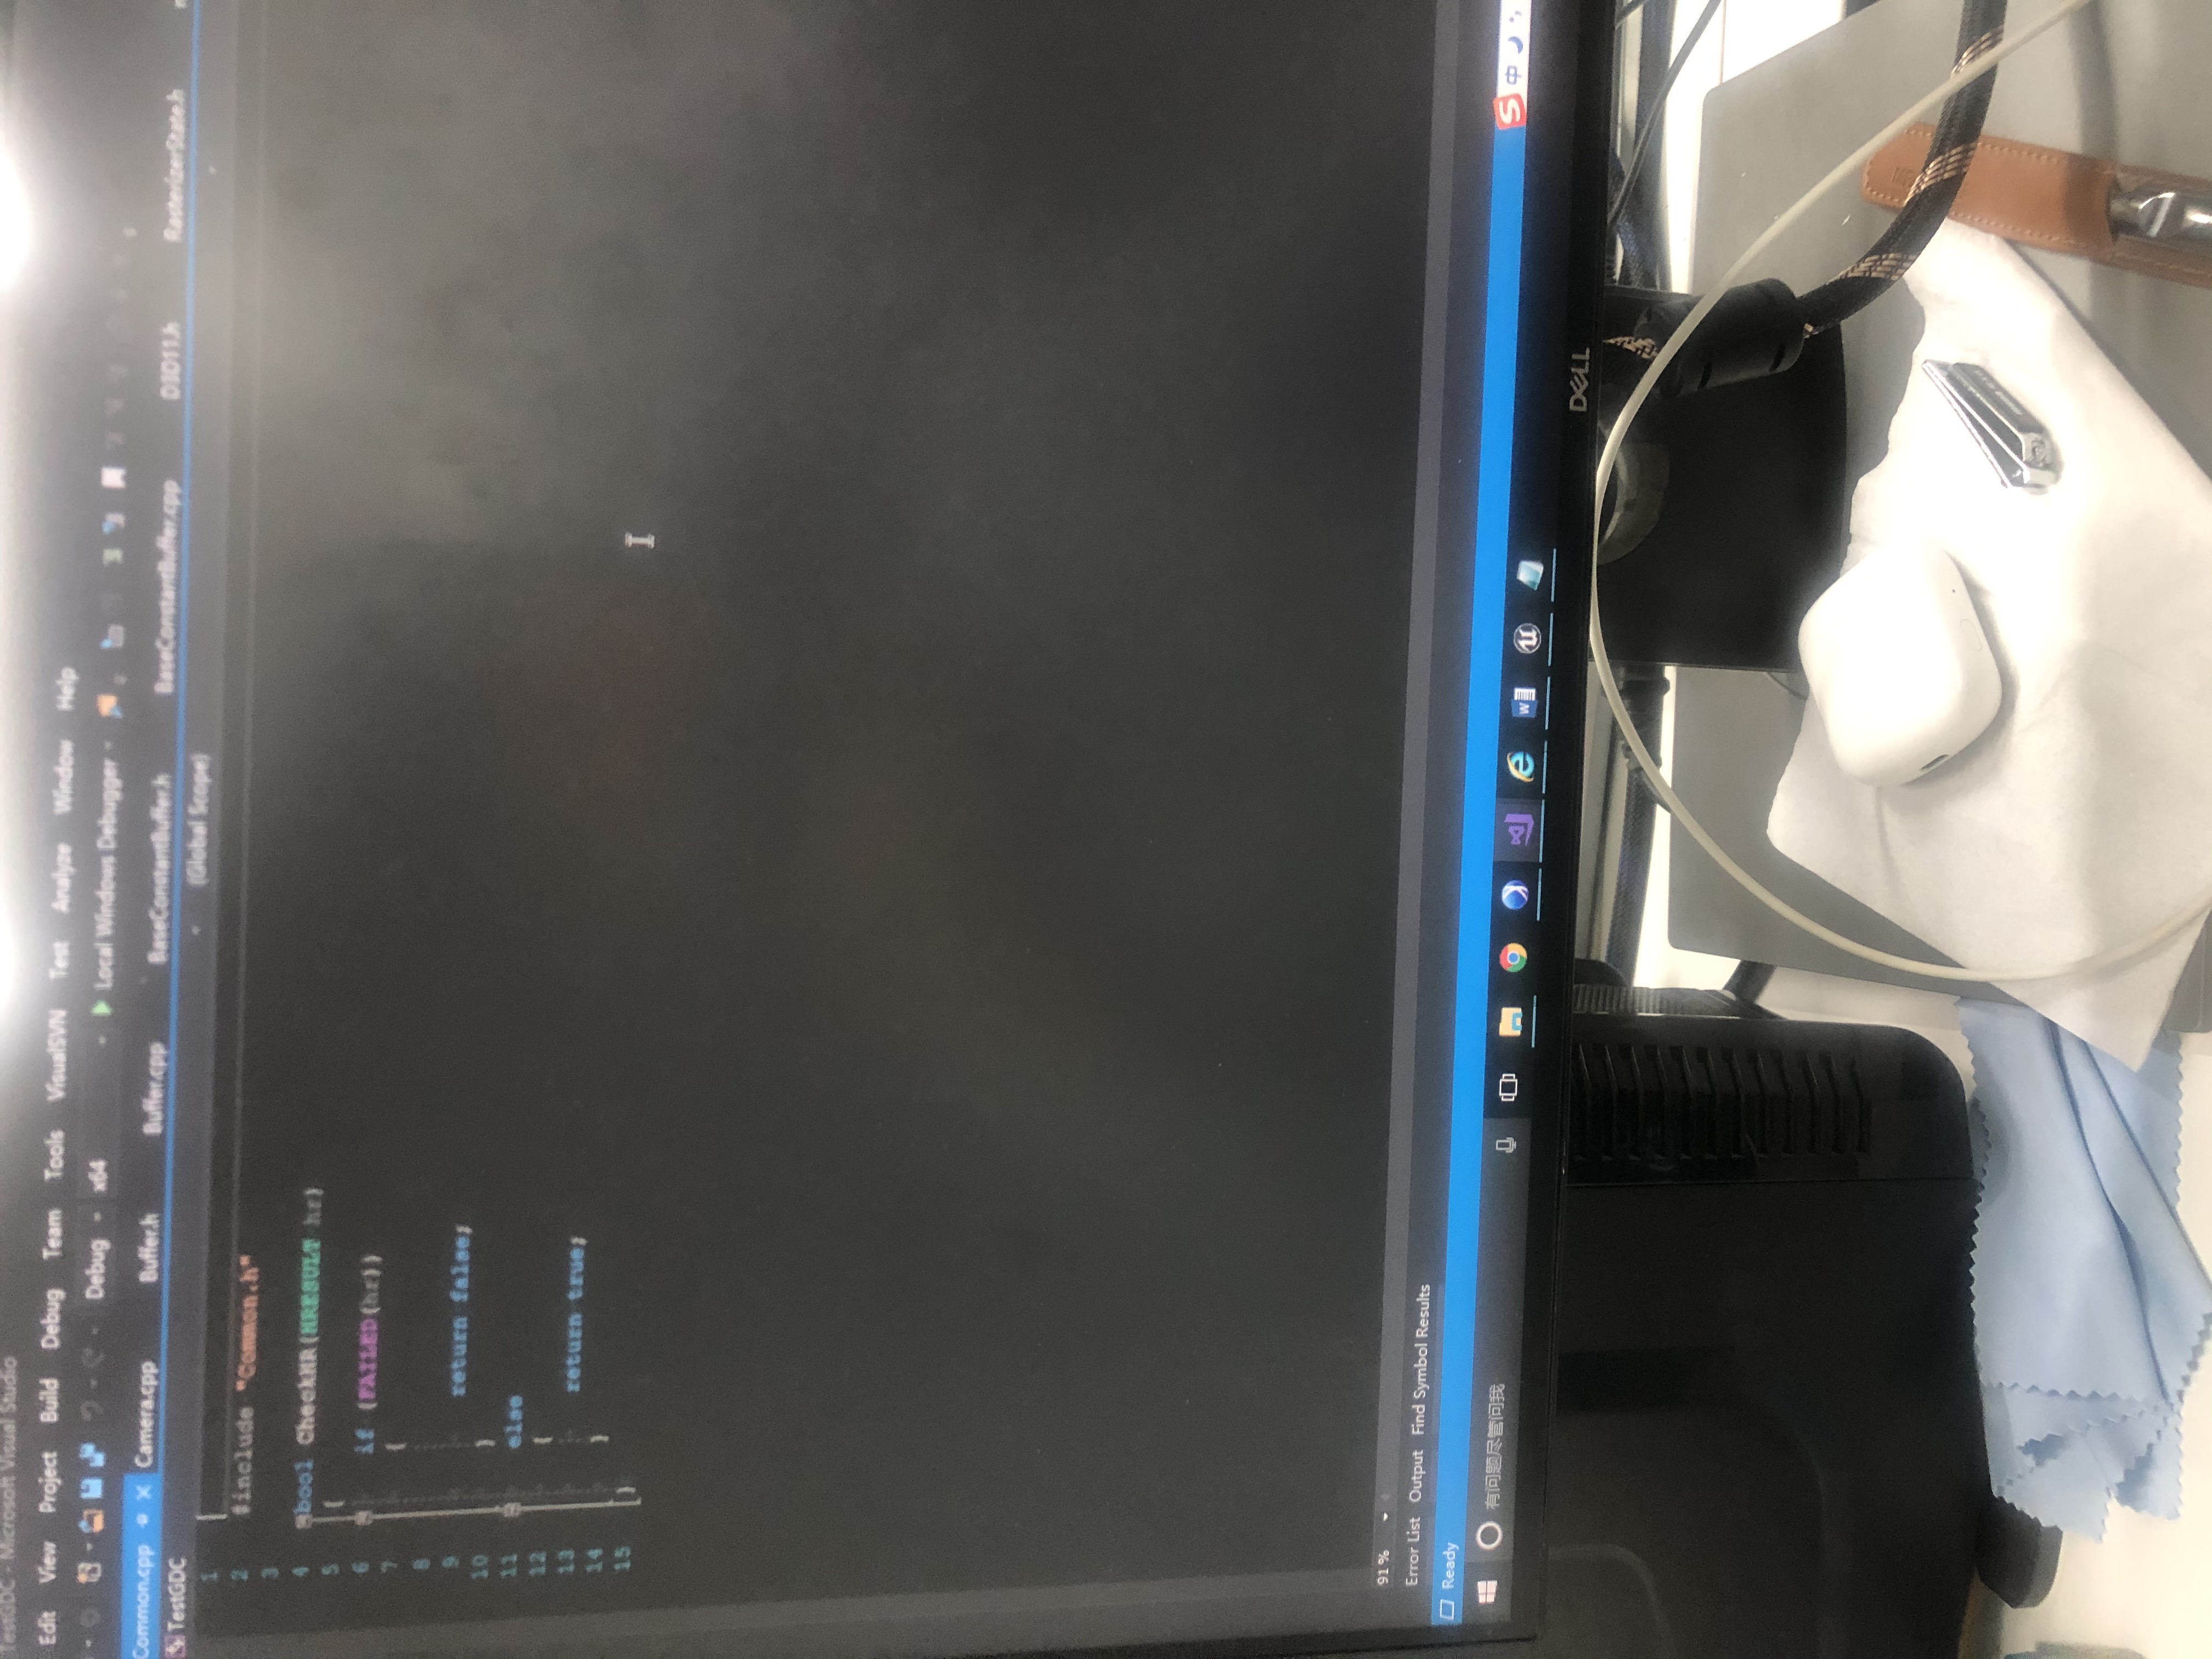 TestGDC - Microsoft Visual Studio
Edit View Project Build Debug Team Tools VisualSVN Test Analyze Window Help
Debug x64 Local Windows Debugger
Common.cpp Camera.cpp Buffer.h Buffer.cpp BaseConstantBuffer.h BaseConstantBuffer.cpp D3D11.h RasterizerState.h
TestGDC (Global Scope)
1
2 #include "Common.h"
3
4 bool CheckHR(HRESULT hr)
5 {
6 if (FAILED(hr))
7 {
8
9 return false;
10 }
11 else
12 {
13 return true;
14 }
15 }
91 %
Error List Output Find Symbol Results
Ready
有问题尽管问我
S 中
DELL